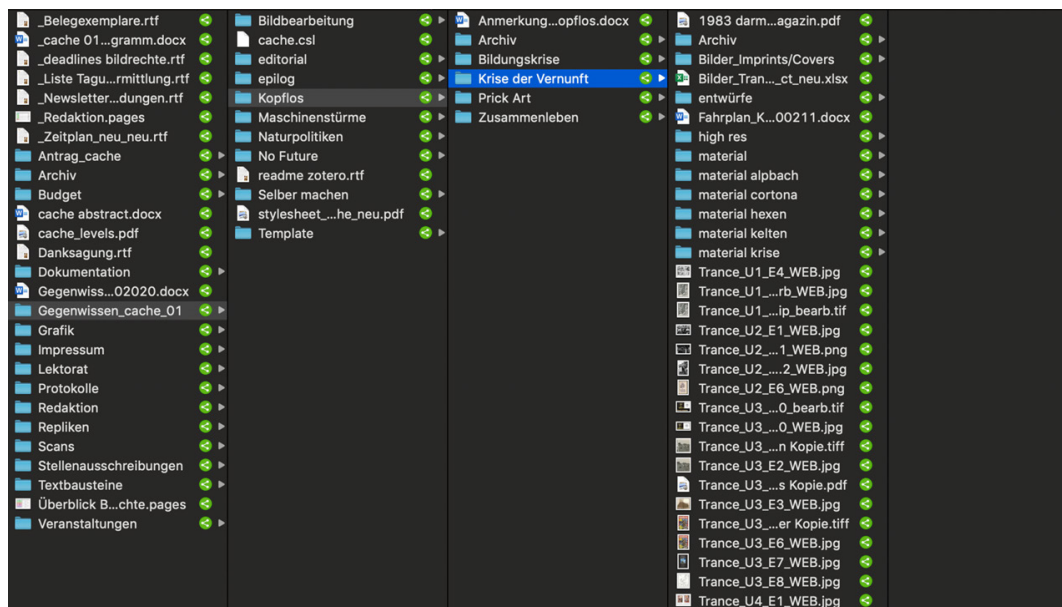 _Belegexemplare.rtf
_cache 01...gramm.docx
_deadlines bildrechte.rtf
_Liste Tagu...rmittlung.rtf
_Newsletter...dungen.rtf
_Redaktion.pages
_Zeitplan_neu_neu.rtf
Antrag_cache
Archiv
Budget
cache abstract.docx
cache_levels.pdf
Danksagung.rtf
Dokumentation
Gegenwiss...02020.docx
Gegenwissen_cache_01
Grafik
Impressum
Lektorat
Protokolle
Redaktion
Repliken
Scans
Stellenausschreibungen
Textbausteine
Überblick B...chte.pages
Veranstaltungen
Bildbearbeitung
cache.csl
editorial
epilog
Kopflos
Maschinenstürme
Naturpolitiken
No Future
readme zotero.rtf
Selber machen
stylesheet_...he_neu.pdf
Template
Anmerkung...opflos.docx
Archiv
Bildungskrise
Krise der Vernunft
Prick Art
Zusammenleben
1983 darm...agazin.pdf
Archiv
Bilder_Imprints/Covers
Bilder_Tran..._ct_neu.xlsx
entwürfe
Fahrplan_K...00211.docx
high res
material
material alpbach
material cortona
material hexen
material kelten
material krise
Trance_U1_E4_WEB.jpg
Trance_U1_...rb_WEB.jpg
Trance_U1_...ip_bearb.tif
Trance_U2_E1_WEB.jpg
Trance_U2_...1_WEB.png
Trance_U2_....2_WEB.jpg
Trance_U2_E6_WEB.png
Trance_U3_...0_bearb.tif
Trance_U3_...0_WEB.jpg
Trance_U3_...n Kopie.tiff
Trance_U3_E2_WEB.jpg
Trance_U3_...s Kopie.pdf
Trance_U3_E3_WEB.jpg
Trance_U3_...er Kopie.tiff
Trance_U3_E6_WEB.jpg
Trance_U3_E7_WEB.jpg
Trance_U3_E8_WEB.jpg
Trance_U4_E1_WEB.jpg